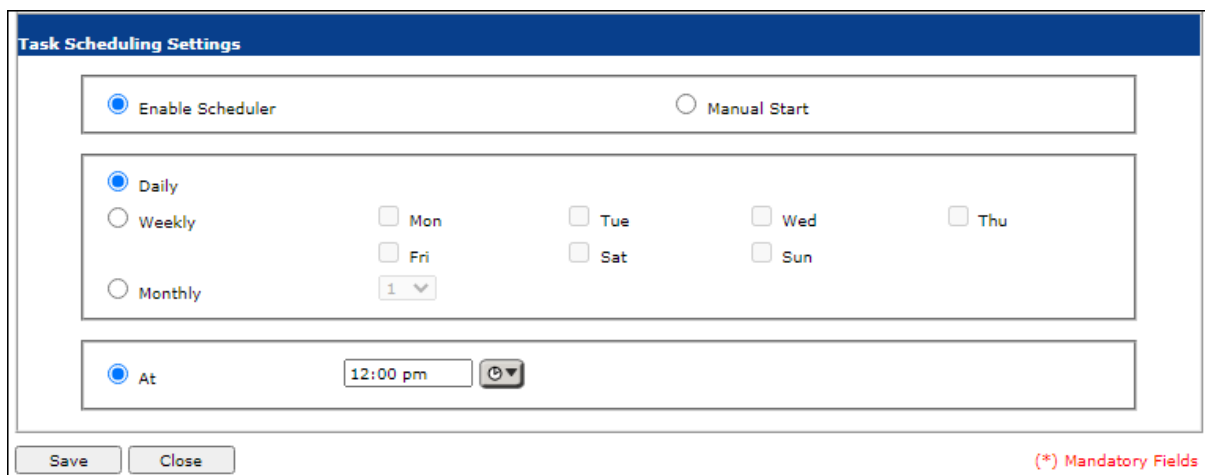 Task Scheduling Settings
Enable Scheduler Manual Start
Daily
Weekly Mon Tue Wed Thu
Fri Sat Sun
Monthly 1
At 12:00 pm
Save Close (*) Mandatory Fields